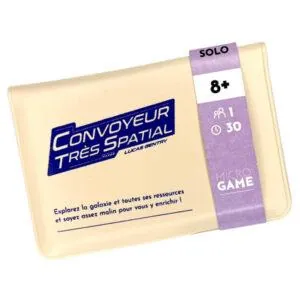 SOLO
8+
1
30
CONVOYEUR
TRÈS SPATIAL
LUCAS GENTRY
Explorez la galaxie et toutes ses ressources
et soyez assez malin pour vous y enrichir !
MICRO
GAME